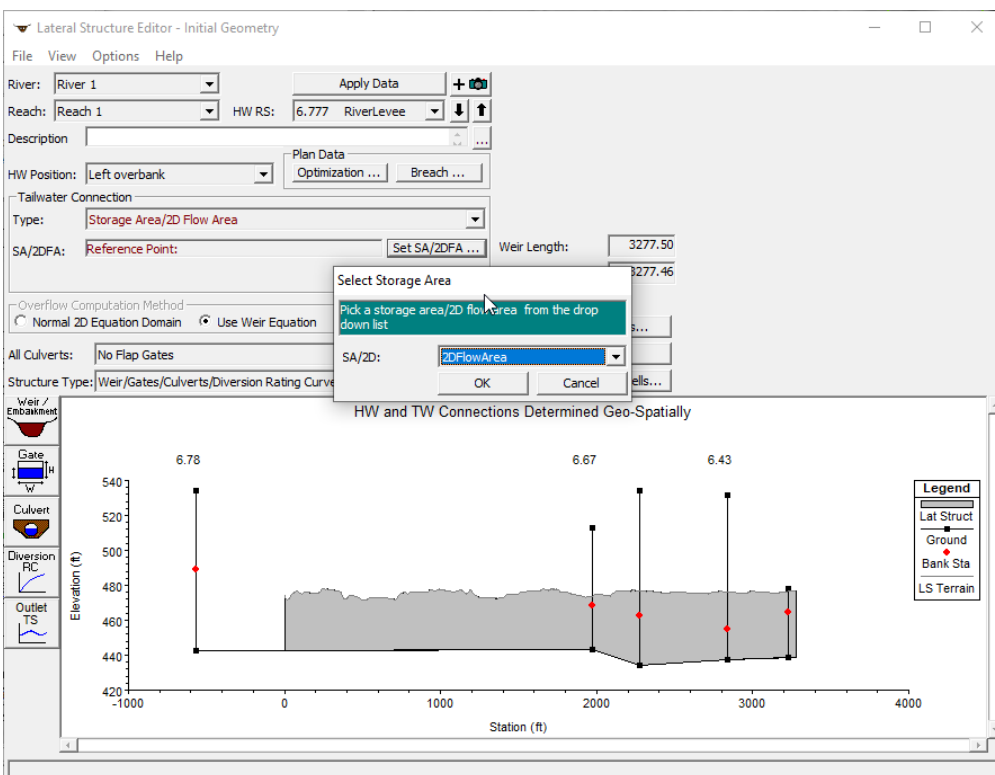 Lateral Structure Editor - Initial Geometry
File View Options Help
River: River 1 Apply Data
Reach: Reach 1 HW RS: 6.777 RiverLevee
Description ...
Plan Data
HW Position: Left overbank Optimization ... Breach ...
Tailwater Connection
Type: Storage Area/2D Flow Area
SA/2DFA: Reference Point: Set SA/2DFA ... Weir Length: 3277.50
3277.46
Select Storage Area
Pick a storage area/2D flow area from the drop
down list
SA/2D: 2DFlowArea
OK Cancel
Overflow Computation Method
Normal 2D Equation Domain Use Weir Equation
All Culverts: No Flap Gates
Structure Type: Weir/Gates/Culverts/Diversion Rating Curve
Weir /
Embankment
Gate
H
W
Culvert
Diversion
RC
Outlet
TS
HW and TW Connections Determined Geo-Spatially
6.78 6.67 6.43
540
520
500
480
460
440
420
Elevation (ft)
-1000 0 1000 2000 3000 4000
Station (ft)
Legend
Lat Struct
Ground
Bank Sta
LS Terrain